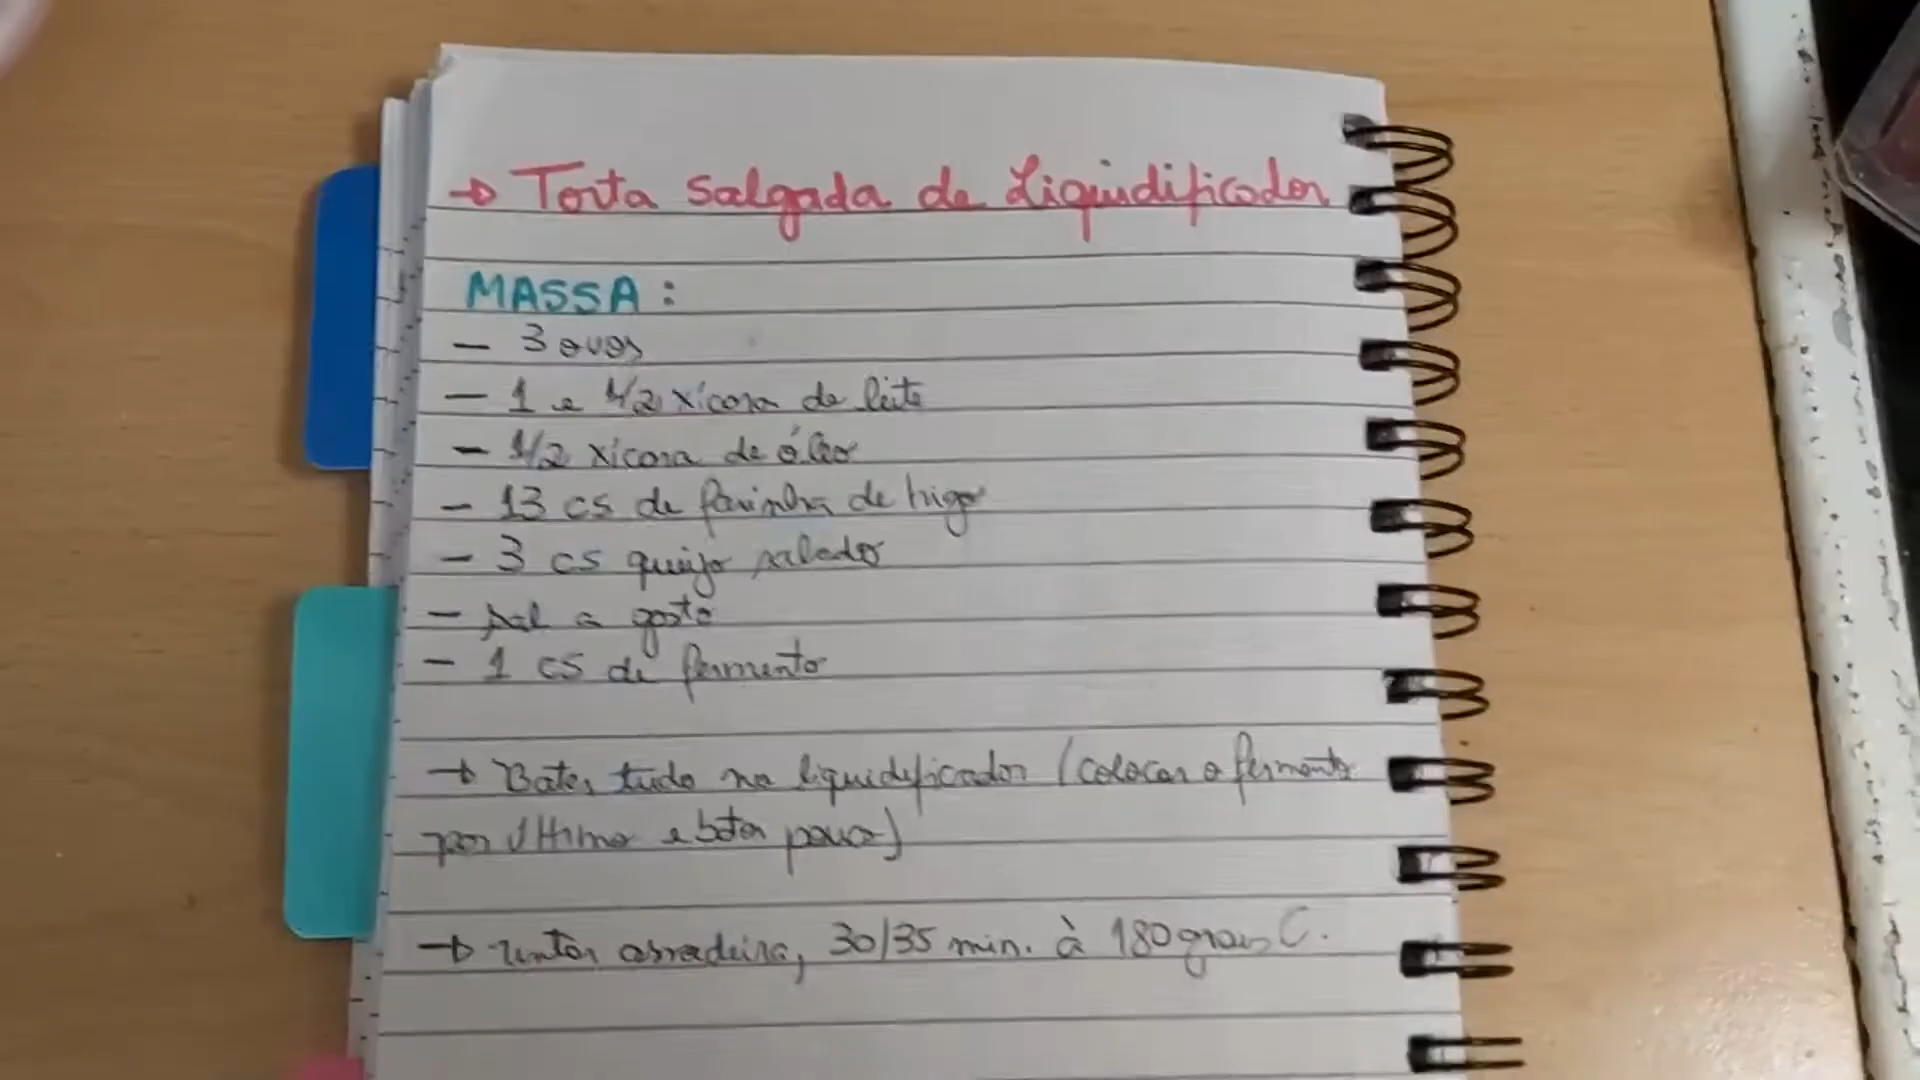 → Torta Salgada de Liquidificador
MASSA:
- 3 ovos
- 1 e 1/2 xícara de leite
- 1/2 xícara de óleo
- 13 cs de farinha de trigo
- 3 cs queijo ralado
- sal a gosto
- 1 cs de fermento
→ Bater tudo no liquidificador (colocar o fermento
por último e bater pouco)
→ untar assadeira, 30/35 min. à 180 graus C.